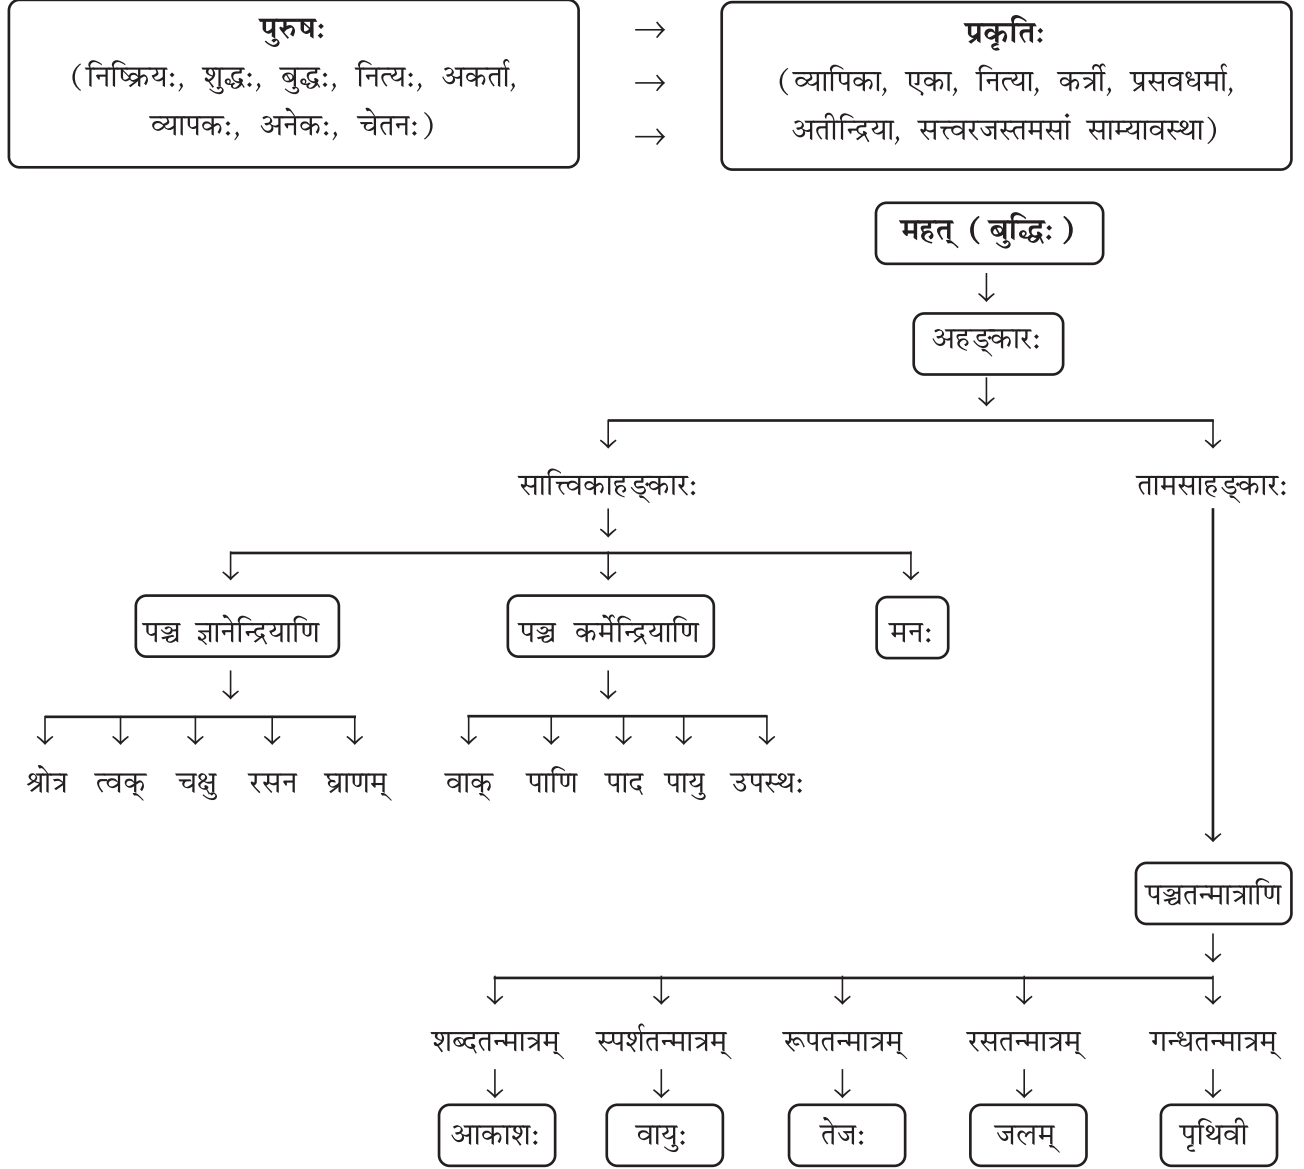 पुरुषः
(निष्क्रियः, शुद्धः, बुद्धः, नित्यः, अकर्ता,
व्यापकः, अनेकः, चेतनः)
प्रकृतिः
(व्यापिका, एका, नित्या, कर्त्री, प्रसवधर्मा,
अतीन्द्रिया, सत्त्वरजस्तमसां साम्यावस्था)
महत् (बुद्धिः)
अहङ्कारः
सात्त्विकाहङ्कारः
तामसाहङ्कारः
पञ्च ज्ञानेन्द्रियाणि
पञ्च कर्मेन्द्रियाणि
मनः
श्रोत्र त्वक् चक्षु रसन घ्राणम्
वाक् पाणि पाद पायु उपस्थः
पञ्चतन्मात्राणि
शब्दतन्मात्रम् स्पर्शतन्मात्रम् रूपतन्मात्रम् रसतन्मात्रम् गन्धतन्मात्रम्
आकाशः वायुः तेजः जलम् पृथिवी